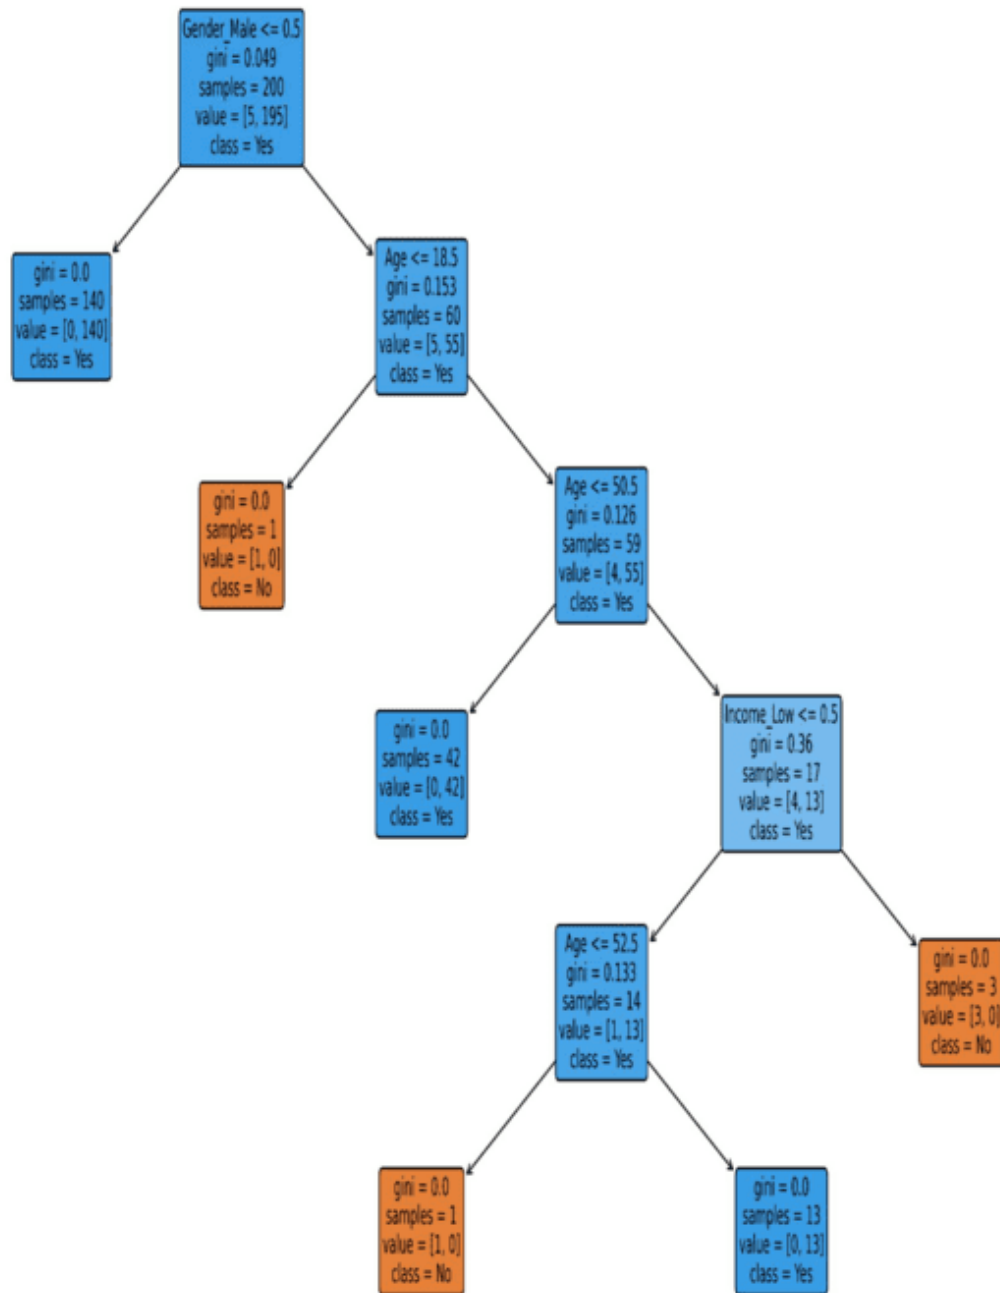 Gender_Male <= 0.5
gini = 0.049
samples = 200
value = [5, 195]
class = Yes
gini = 0.0
samples = 140
value = [0, 140]
class = Yes
Age <= 18.5
gini = 0.153
samples = 60
value = [5, 55]
class = Yes
gini = 0.0
samples = 1
value = [1, 0]
class = No
Age <= 50.5
gini = 0.126
samples = 59
value = [4, 55]
class = Yes
gini = 0.0
samples = 42
value = [0, 42]
class = Yes
Income_Low <= 0.5
gini = 0.36
samples = 17
value = [4, 13]
class = Yes
Age <= 52.5
gini = 0.133
samples = 14
value = [1, 13]
class = Yes
gini = 0.0
samples = 3
value = [3, 0]
class = No
gini = 0.0
samples = 1
value = [1, 0]
class = No
gini = 0.0
samples = 13
value = [0, 13]
class = Yes